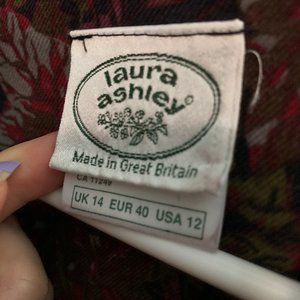 laura
ashley
Made in Great Britain
CA 11249
UK 14 EUR 40 USA 12